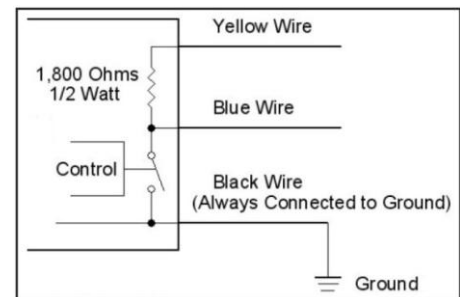 Yellow Wire
1,800 Ohms
1/2 Watt
Blue Wire
Control
Black Wire
(Always Connected to Ground)
Ground